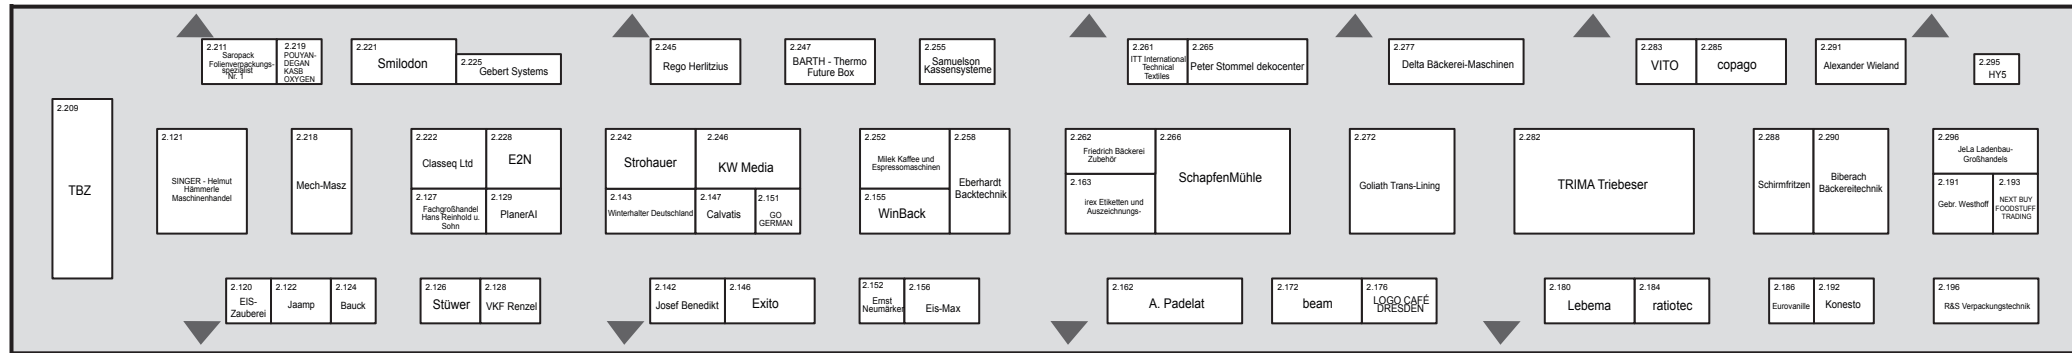 2.211
Saropack
Folienverpackungs-
spezialist
Nr. 1
2.219
POUYAN-
DEGAN
KASB
OXYGEN
2.221
Smilodon
2.225
Gebert Systems
2.245
Rego Herlitzius
2.247
BARTH - Thermo
Future Box
2.255
Samuelson
Kassensysteme
2.261
ITT International
Technical
Textiles
2.265
Peter Stommel dekocenter
2.277
Delta Bäckerei-Maschinen
2.283
VITO
2.285
copago
2.291
Alexander Wieland
2.295
HY5
2.209
TBZ
2.121
SINGER - Helmut
Hämmerle
Maschinenhandel
2.218
Mech-Masz
2.222
Classeq Ltd
2.228
E2N
2.127
Fachgroßhandel
Hans Reinhold u.
Sohn
2.129
PlanerAI
2.242
Strohauer
2.246
KW Media
2.143
Winterhalter Deutschland
2.147
Calvatis
2.151
GO
GERMAN
2.252
Milek Kaffee und
Espressomaschinen
2.155
WinBack
2.258
Eberhardt
Backtechnik
2.262
Friedrich Bäckerei
Zubehör
2.163
irex Etiketten und
Auszeichnungs-
2.266
SchapfenMühle
2.272
Goliath Trans-Lining
2.282
TRIMA Triebeser
2.288
Schirmfritzen
2.290
Biberach
Bäckereitechnik
2.296
JeLa Ladenbau-
Großhandels
2.191
Gebr. Westhoff
2.193
NEXT BUY
FOODSTUFF
TRADING
2.120
EIS-
Zauberei
2.122
Jaamp
2.124
Bauck
2.126
Stüwer
2.128
VKF Renzel
2.142
Josef Benedikt
2.146
Exito
2.152
Ernst
Neumärker
2.156
Eis-Max
2.162
A. Padelat
2.172
beam
2.176
LOGO CAFÉ
DRESDEN
2.180
Lebema
2.184
ratiotec
2.186
Eurovanille
2.192
Konesto
2.196
R&S Verpackungstechnik